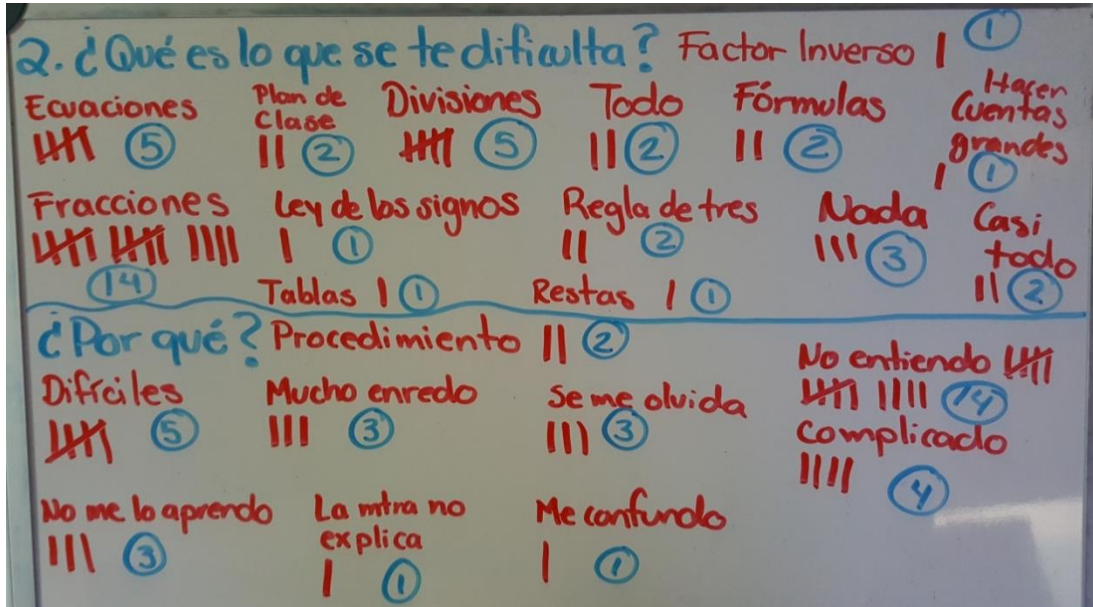 2. ¿Qué es lo que se te dificulta? Factor Inverso | 1
Ecuaciones
5
Plan de
Clase
2
Divisiones
5
Todo
2
Fórmulas
2
Hacer
Cuentas
grandes
1
Fracciones
14
Ley de los signos
1
Regla de tres
2
Nada
3
Casi
todo
2
Tablas | 1
Restas | 1
¿Por qué? Procedimiento || 2
Difíciles
5
Mucho enredo
3
Se me olvida
3
No entiendo
14
Complicado
4
No me lo aprendo
3
La mtra no
explica
1
Me confundo
1